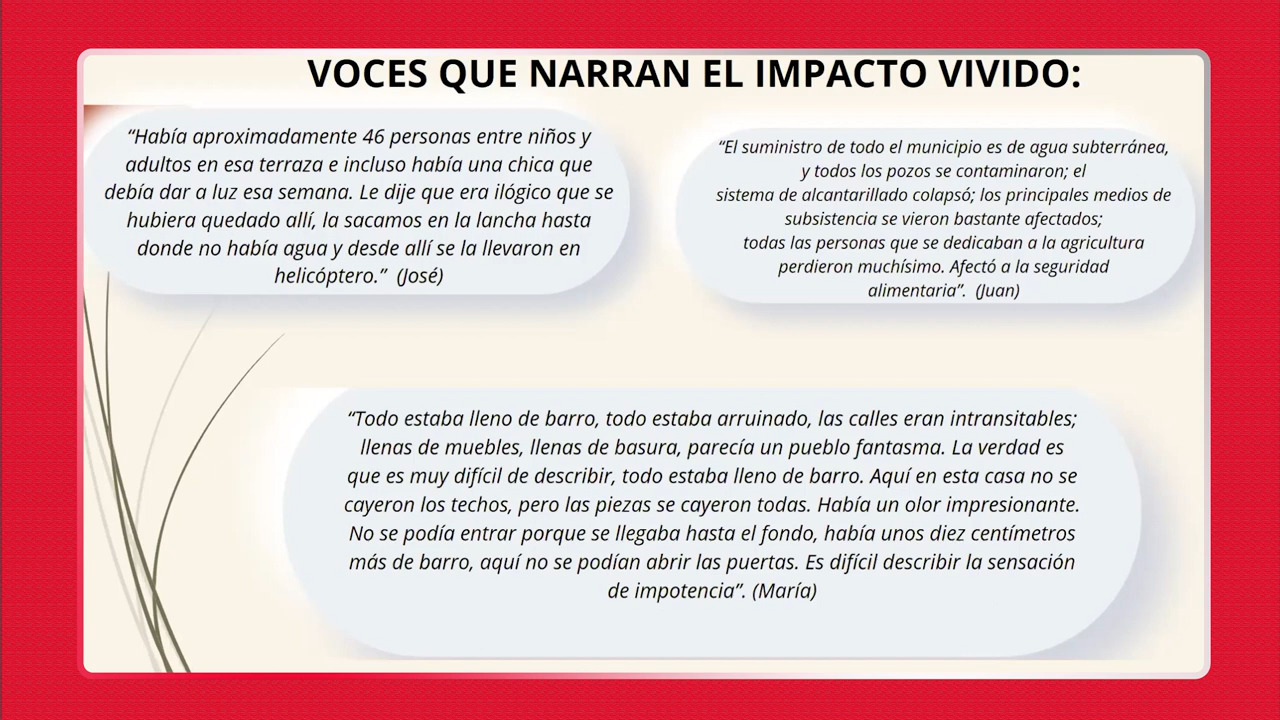 VOCES QUE NARRAN EL IMPACTO VIVIDO:
“Había aproximadamente 46 personas entre niños y
adultos en esa terraza e incluso había una chica que
debía dar a luz esa semana. Le dije que era ilógico que se
hubiera quedado allí, la sacamos en la lancha hasta
donde no había agua y desde allí se la llevaron en
helicóptero.” (José)
“El suministro de todo el municipio es de agua subterránea,
y todos los pozos se contaminaron; el
sistema de alcantarillado colapsó; los principales medios de
subsistencia se vieron bastante afectados;
todas las personas que se dedicaban a la agricultura
perdieron muchísimo. Afectó a la seguridad
alimentaria”. (Juan)
“Todo estaba lleno de barro, todo estaba arruinado, las calles eran intransitables;
llenas de muebles, llenas de basura, parecía un pueblo fantasma. La verdad es
que es muy difícil de describir, todo estaba lleno de barro. Aquí en esta casa no se
cayeron los techos, pero las piezas se cayeron todas. Había un olor impresionante.
No se podía entrar porque se llegaba hasta el fondo, había unos diez centímetros
más de barro, aquí no se podían abrir las puertas. Es difícil describir la sensación
de impotencia”. (María)